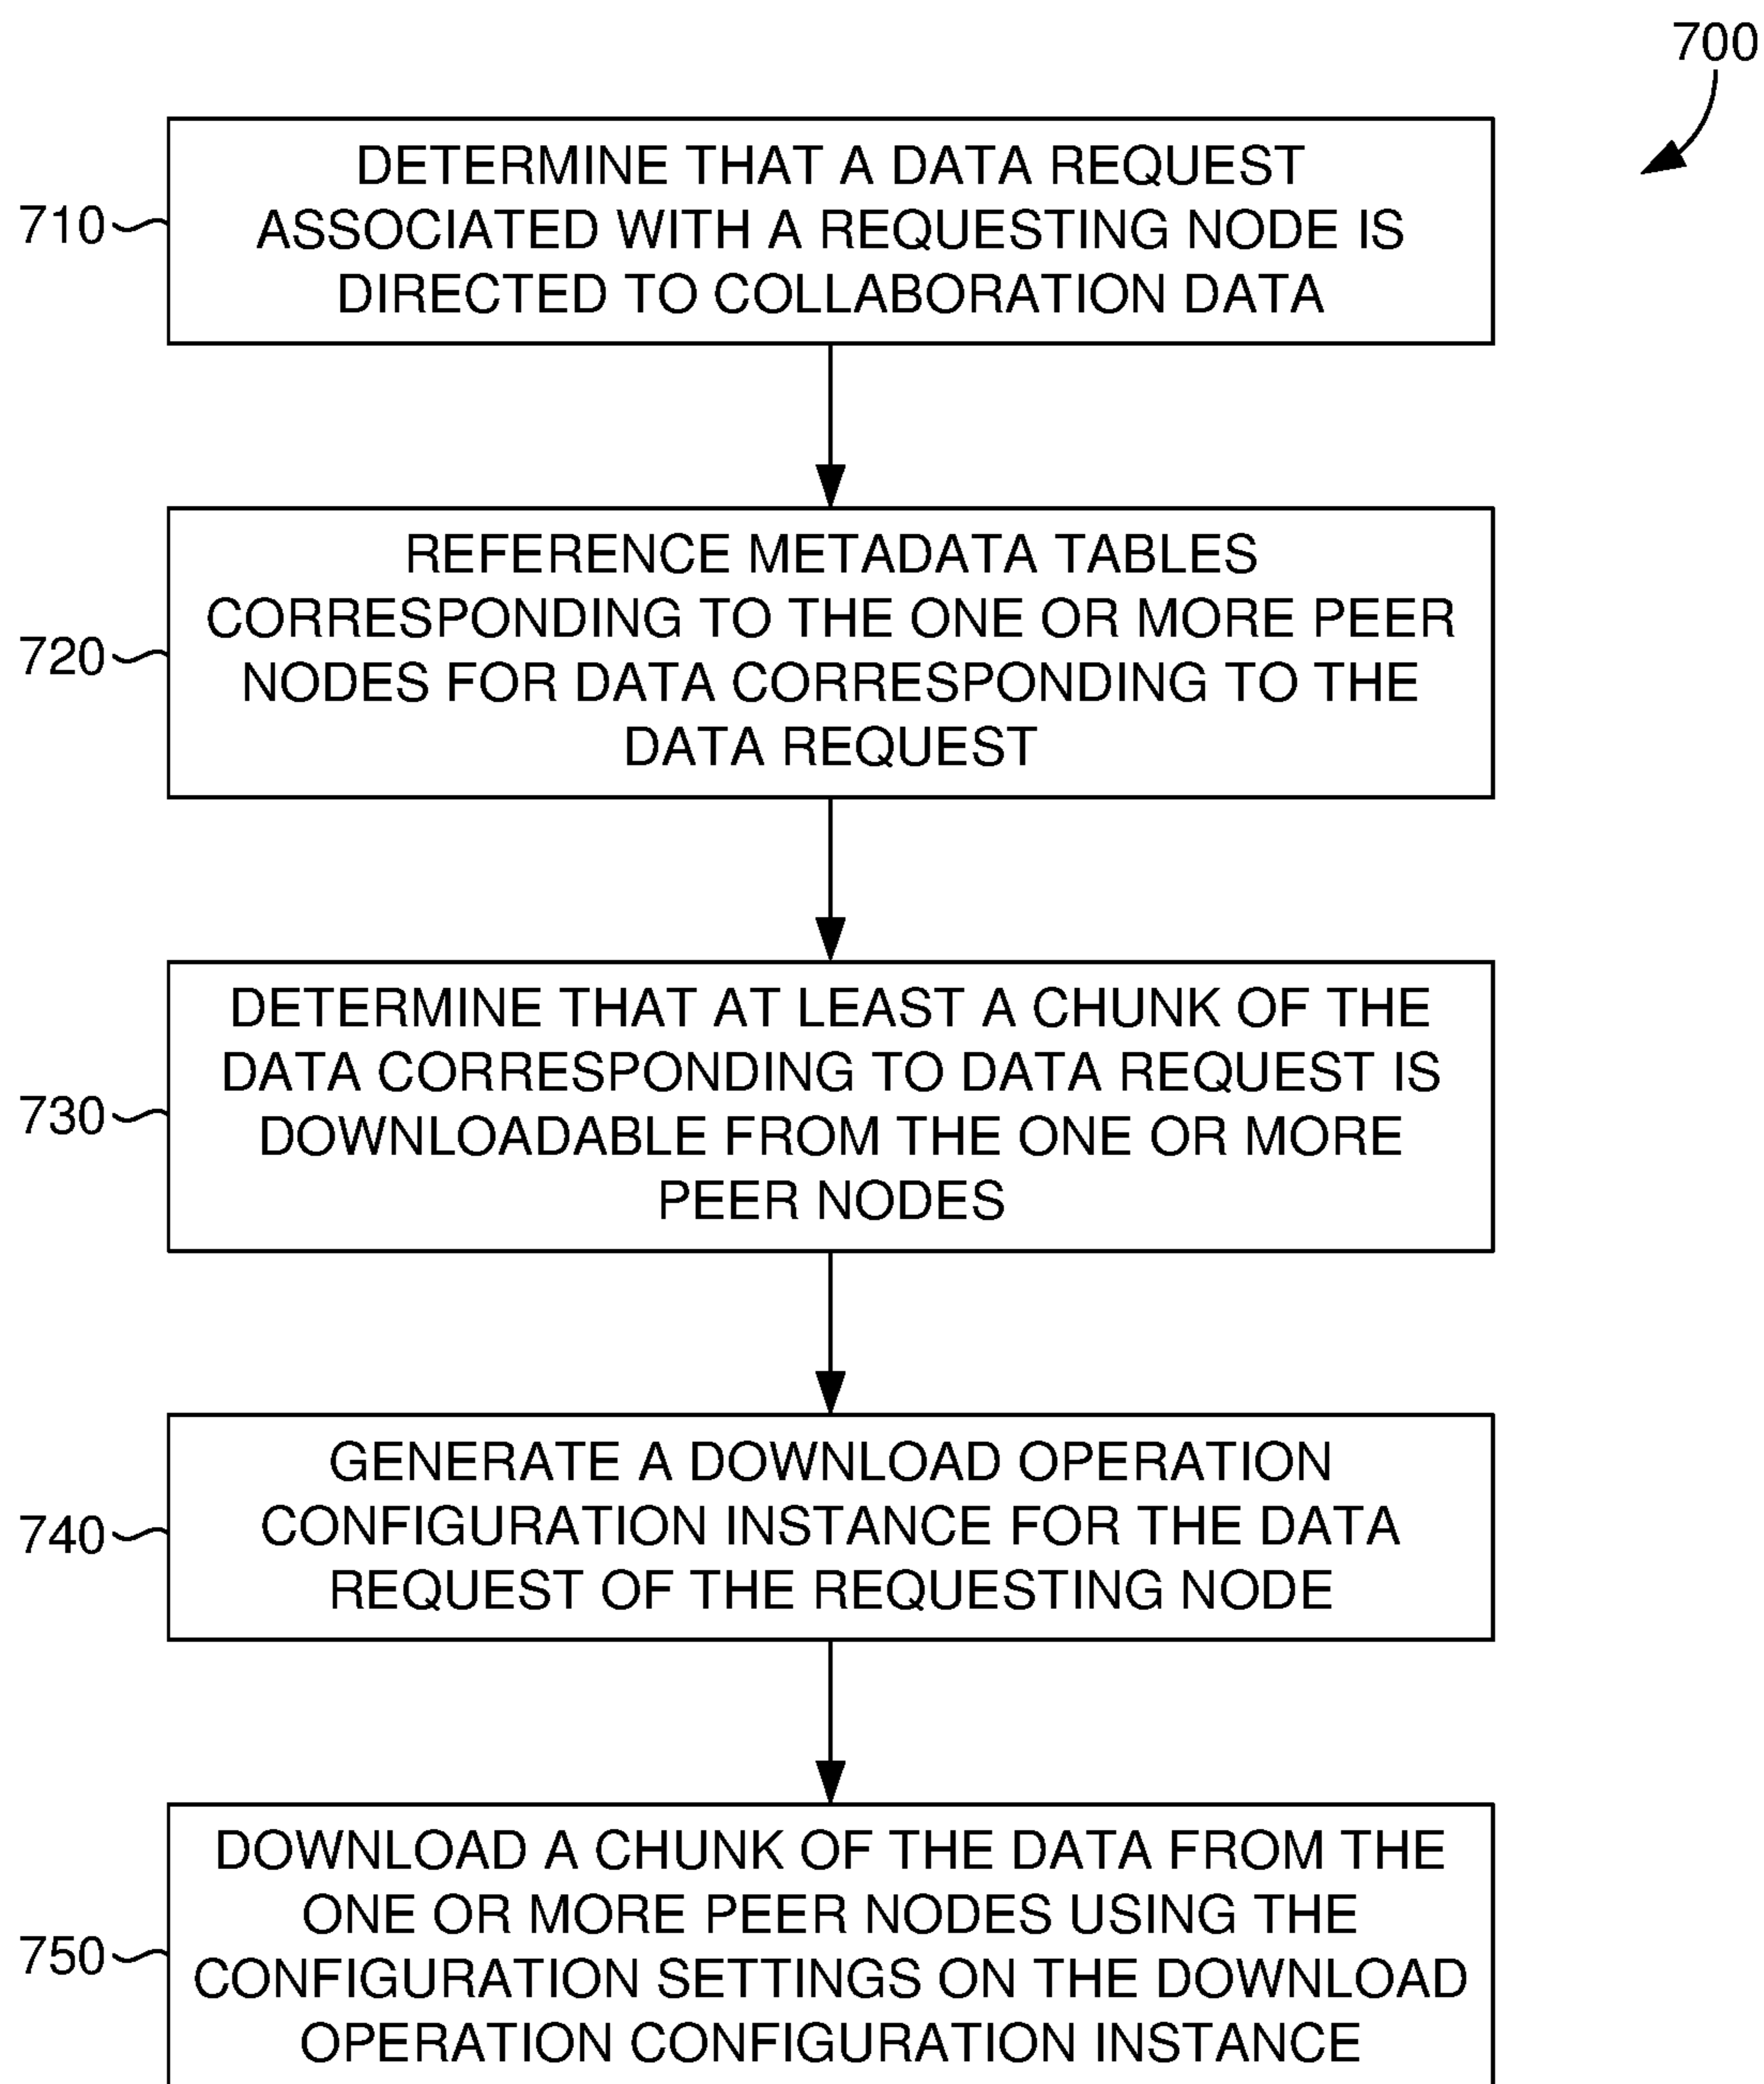 700
710
DETERMINE THAT A DATA REQUEST
ASSOCIATED WITH A REQUESTING NODE IS
DIRECTED TO COLLABORATION DATA
720
REFERENCE METADATA TABLES
CORRESPONDING TO THE ONE OR MORE PEER
NODES FOR DATA CORRESPONDING TO THE
DATA REQUEST
730
DETERMINE THAT AT LEAST A CHUNK OF THE
DATA CORRESPONDING TO DATA REQUEST IS
DOWNLOADABLE FROM THE ONE OR MORE
PEER NODES
740
GENERATE A DOWNLOAD OPERATION
CONFIGURATION INSTANCE FOR THE DATA
REQUEST OF THE REQUESTING NODE
750
DOWNLOAD A CHUNK OF THE DATA FROM THE
ONE OR MORE PEER NODES USING THE
CONFIGURATION SETTINGS ON THE DOWNLOAD
OPERATION CONFIGURATION INSTANCE